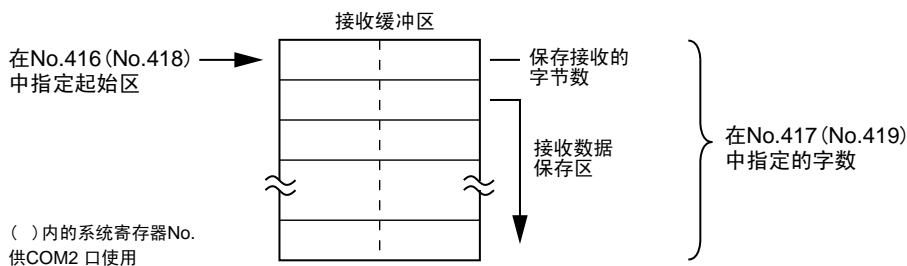 接收缓冲区
在No.416(No.418)
中指定起始区
保存接收的
字节数
接收数据
保存区
在No.417(No.419)
中指定的字数
(  )内的系统寄存器No.
供COM2 口使用